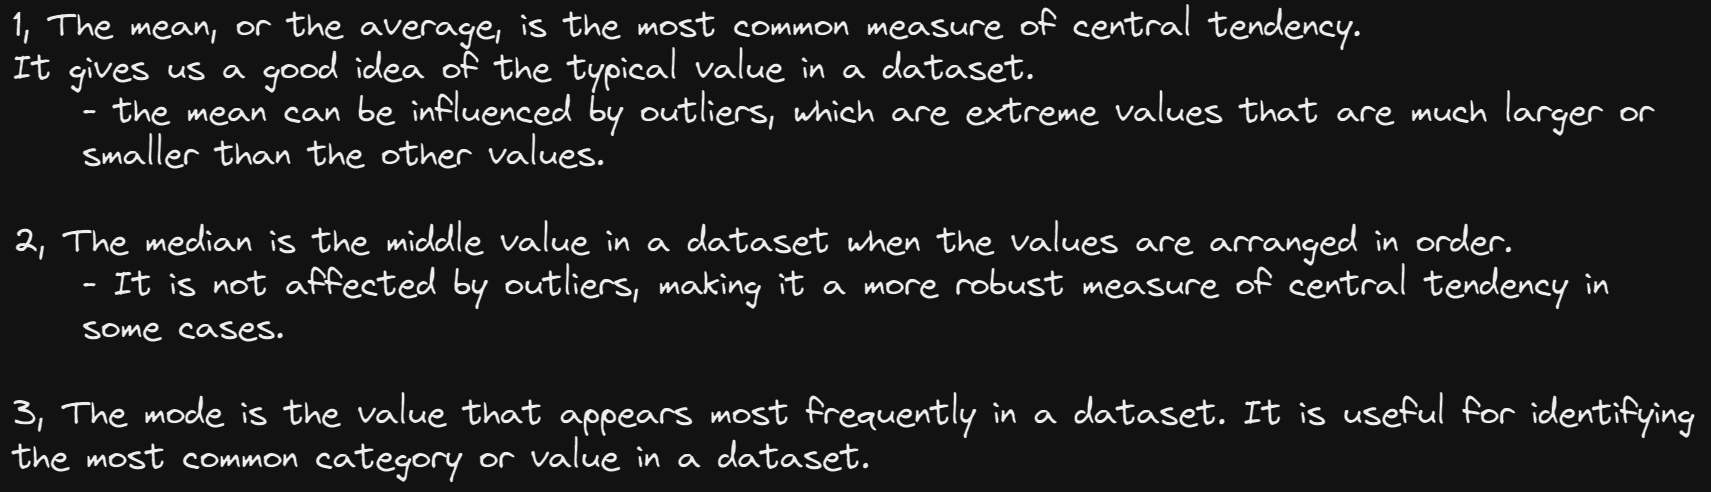 1, The mean, or the average, is the most common measure of central tendency.
It gives us a good idea of the typical value in a dataset.
- the mean can be influenced by outliers, which are extreme values that are much larger or
smaller than the other values.
2, The median is the middle value in a dataset when the values are arranged in order.
- It is not affected by outliers, making it a more robust measure of central tendency in
some cases.
3, The mode is the value that appears most frequently in a dataset. It is useful for identifying
the most common category or value in a dataset.